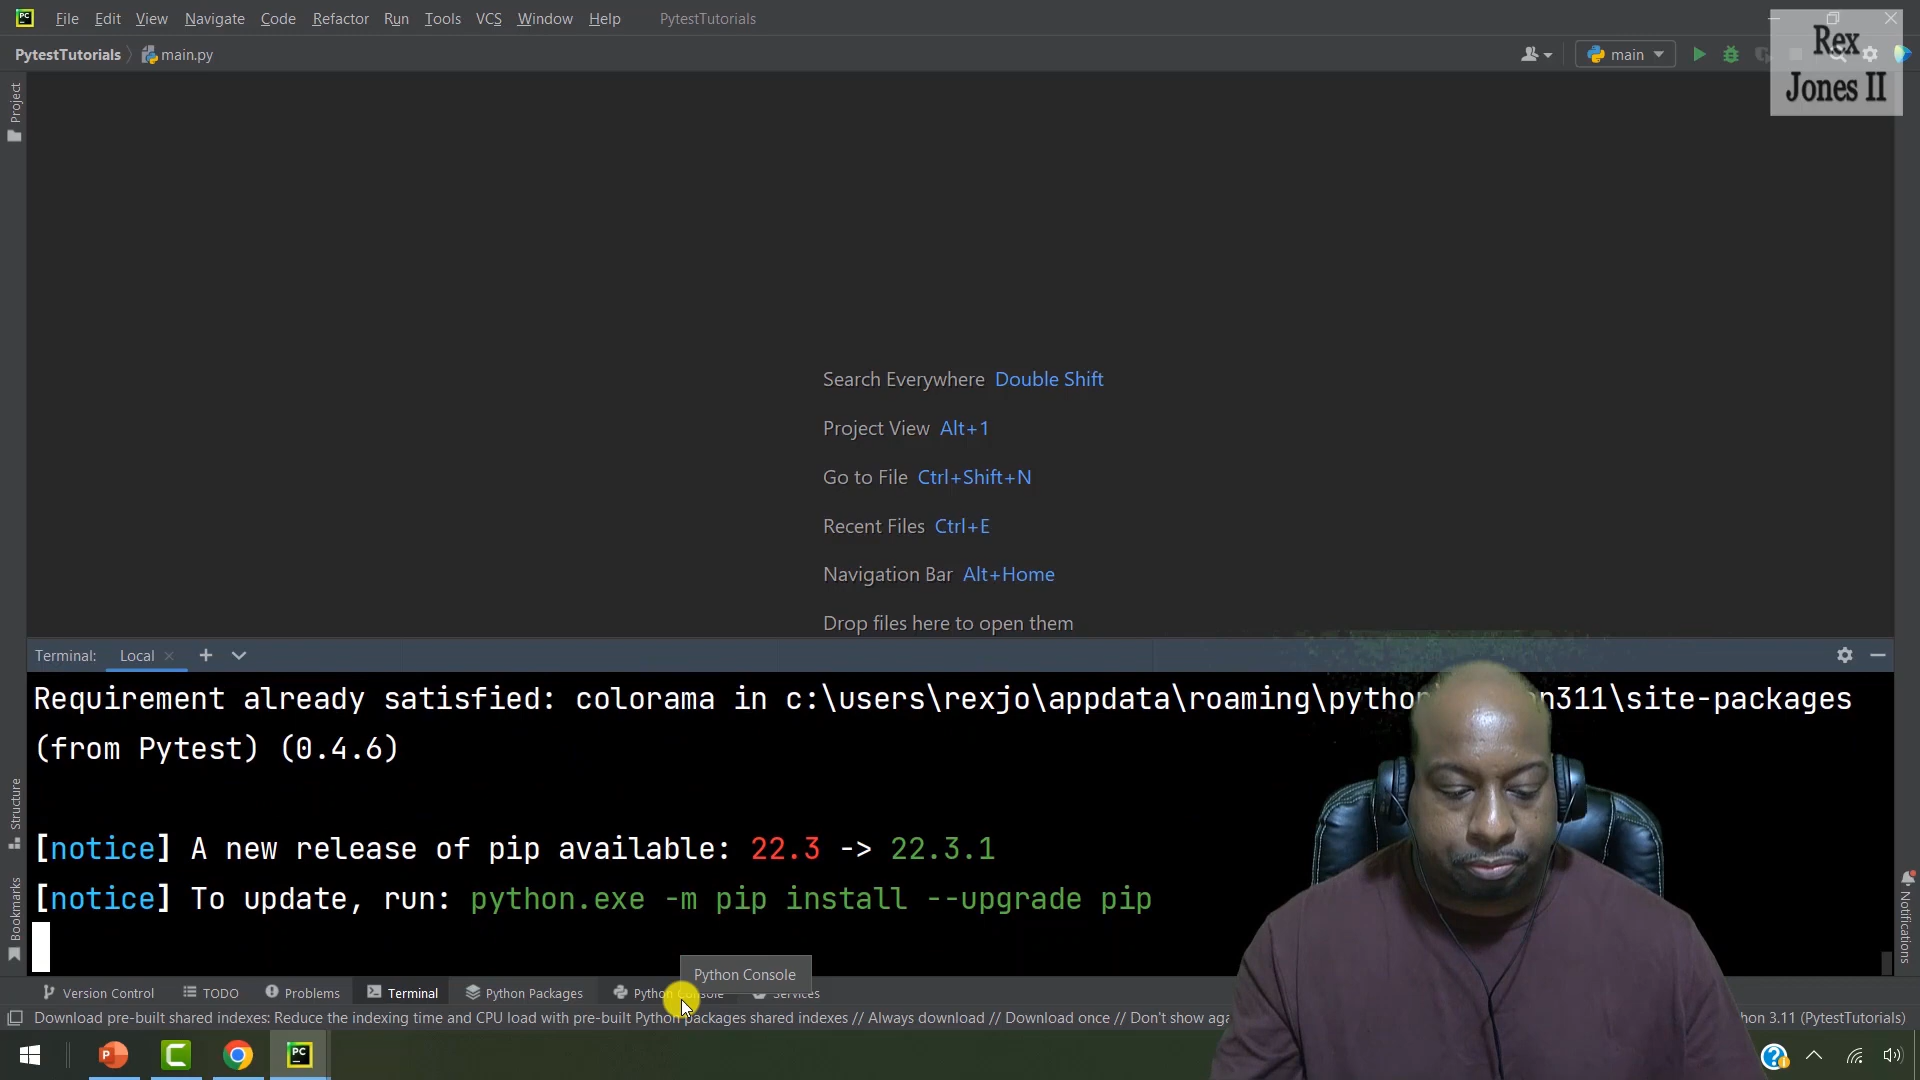 File Edit View Navigate Code Refactor Run Tools VCS Window Help PytestTutorials
PytestTutorials main.py
main
Rex
Jones II
Project
Search Everywhere Double Shift
Project View Alt+1
Go to File Ctrl+Shift+N
Recent Files Ctrl+E
Navigation Bar Alt+Home
Drop files here to open them
Terminal: Local
Requirement already satisfied: colorama in c:\users\rexjo\appdata\roaming\python n311\site-packages
(from Pytest) (0.4.6)
Structure
[notice] A new release of pip available: 22.3 -> 22.3.1
[notice] To update, run: python.exe -m pip install --upgrade pip
Bookmarks
Notifications
Python Console
Version Control TODO Problems Terminal Python Packages Python Console Services
Download pre-built shared indexes: Reduce the indexing time and CPU load with pre-built Python packages shared indexes // Always download // Download once // Don't show aga hon 3.11 (PytestTutorials)